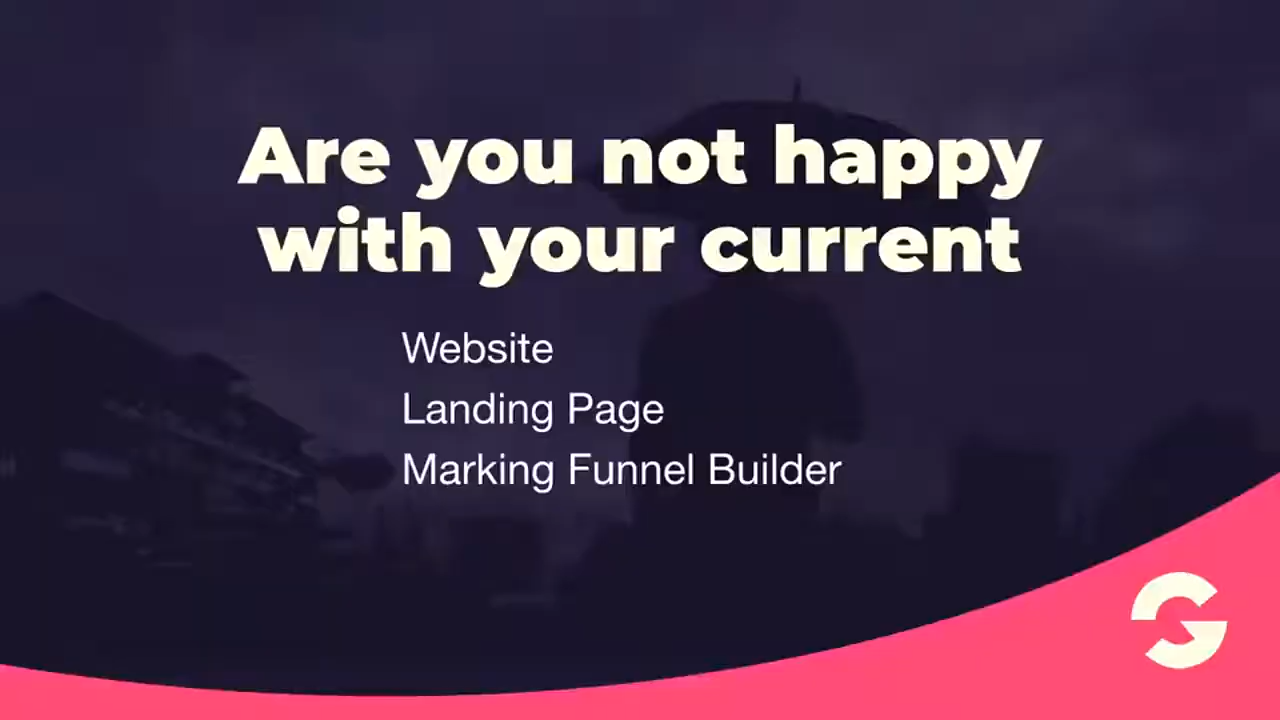 Are you not happy
with your current
Website
Landing Page
Marking Funnel Builder